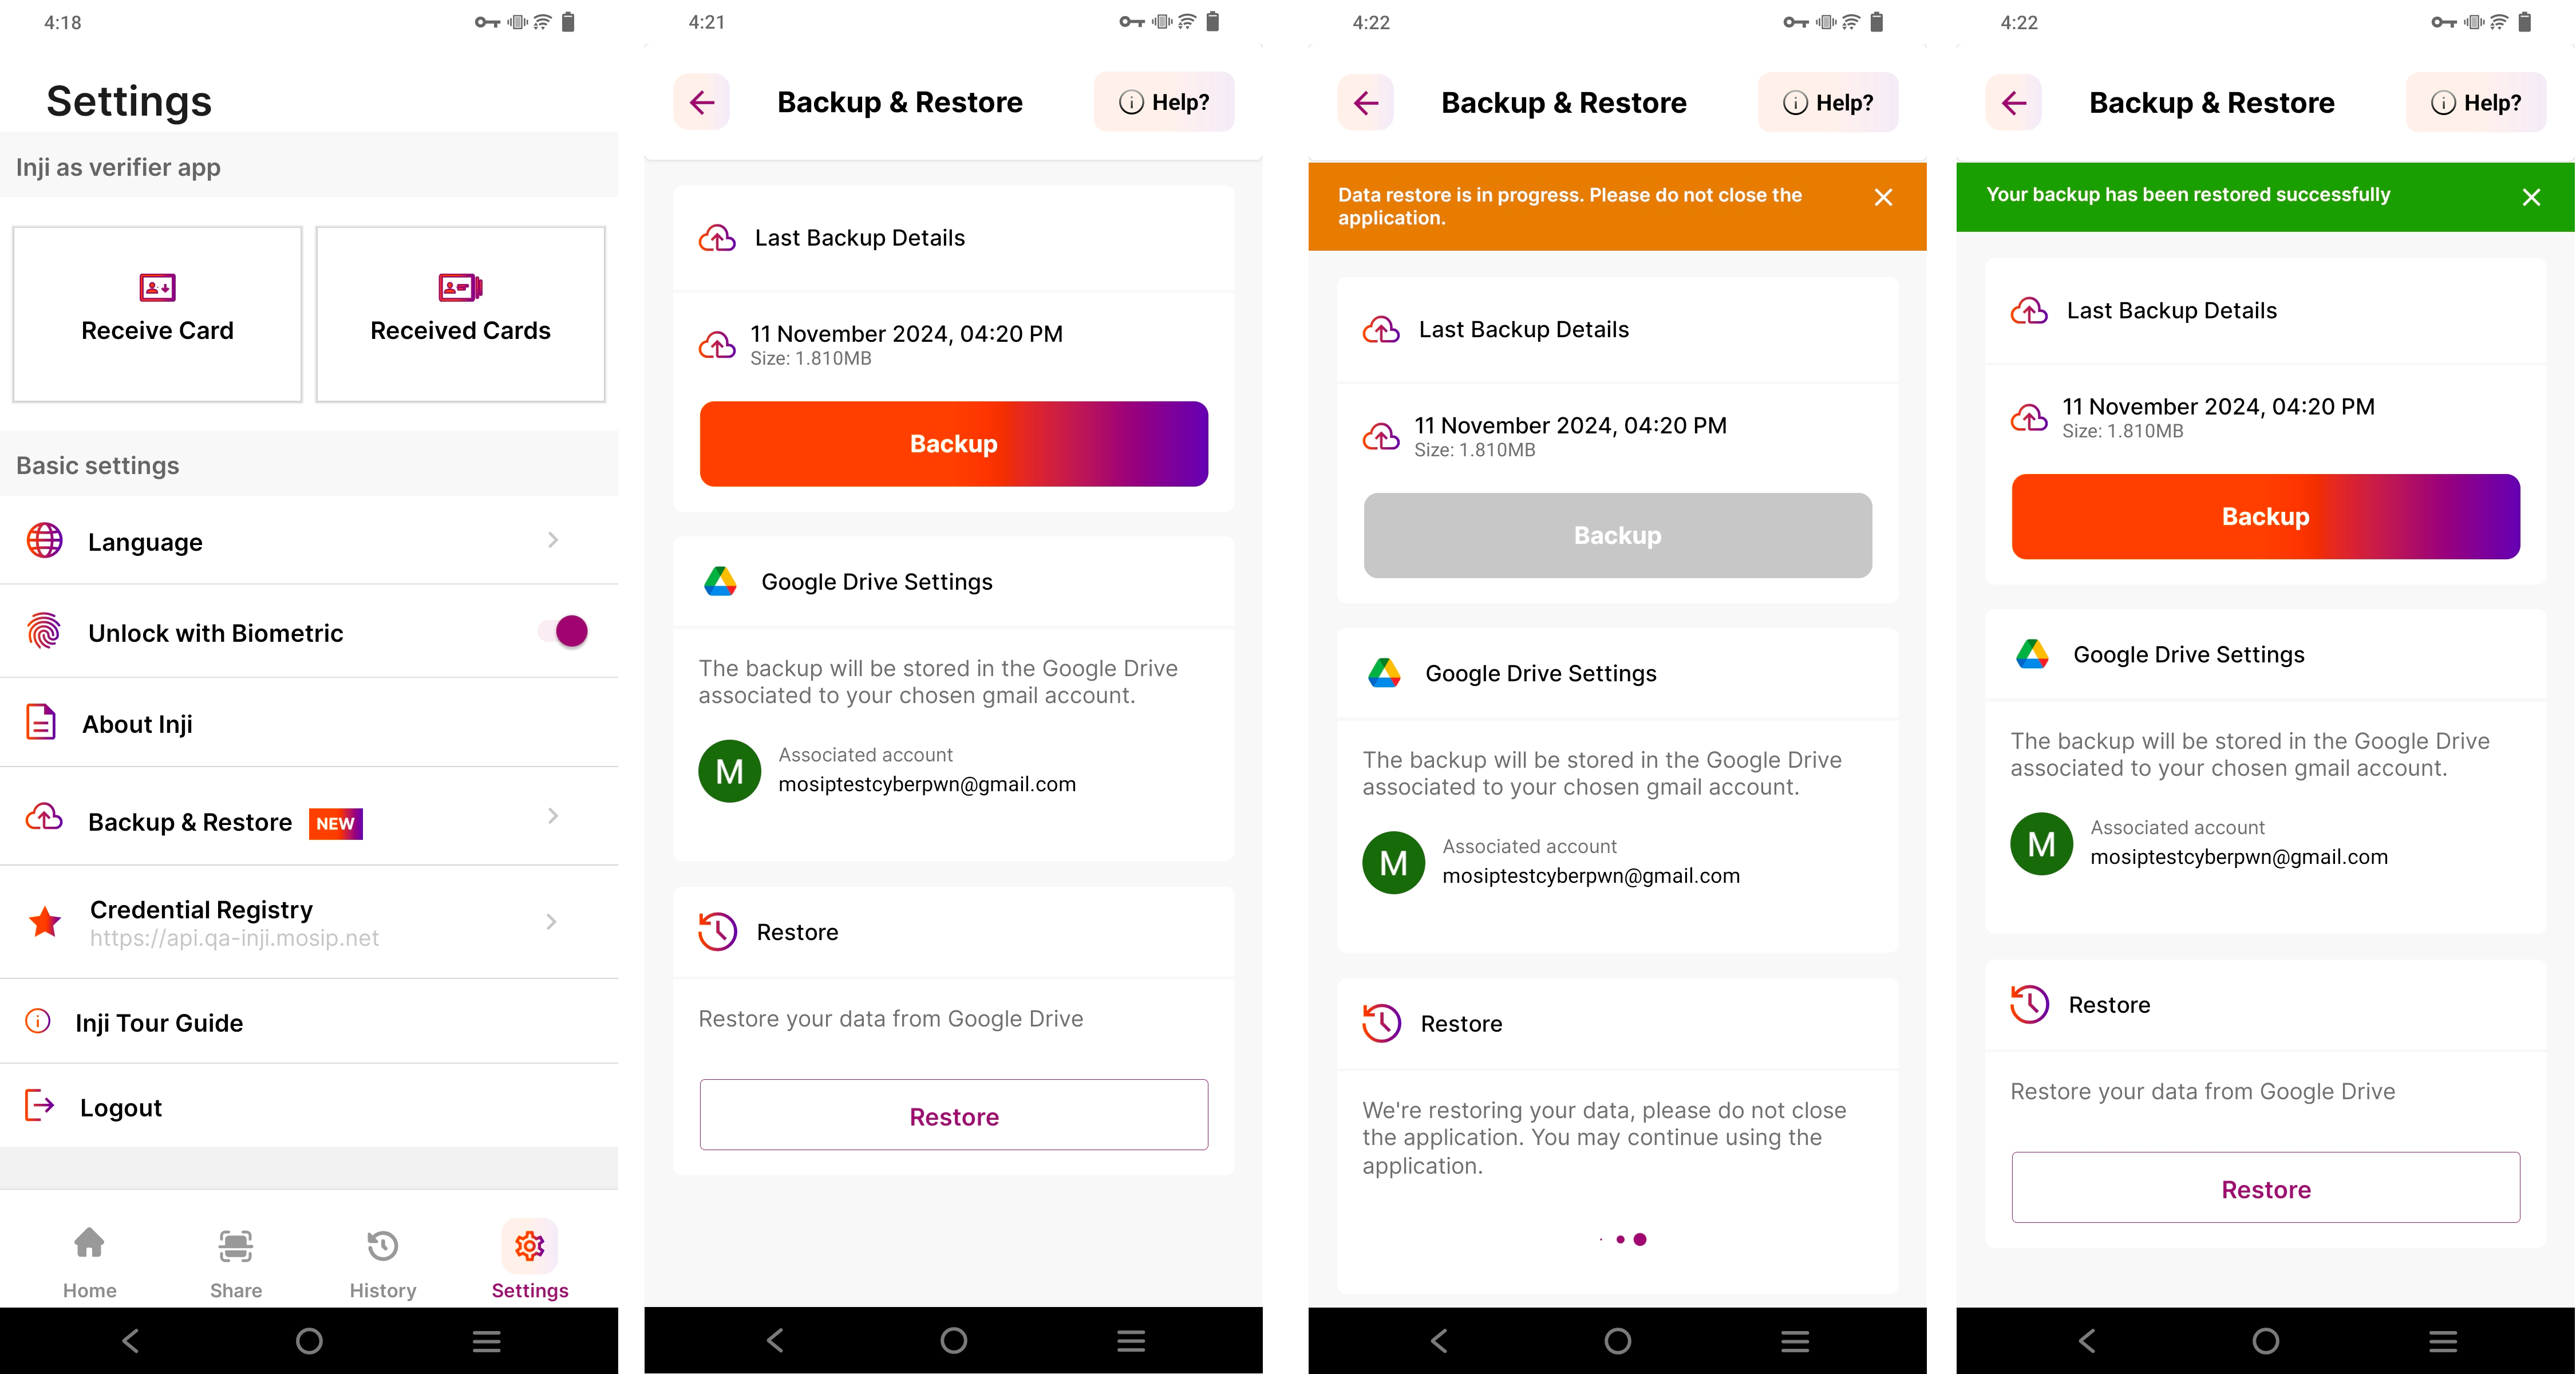 4:18
Settings
Inji as verifier app
Receive Card
Received Cards
Basic settings
Language
Unlock with Biometric
About Inji
Backup & Restore NEW
Credential Registry
https://api.qa-inji.mosip.net
Inji Tour Guide
Logout
Home
Share
History
Settings
4:21
Backup & Restore
Help?
Last Backup Details
11 November 2024, 04:20 PM
Size: 1.810MB
Backup
Google Drive Settings
The backup will be stored in the Google Drive
associated to your chosen gmail account.
M
Associated account
mosiptestcyberpwn@gmail.com
Restore
Restore your data from Google Drive
Restore
4:22
Backup & Restore
Help?
Data restore is in progress. Please do not close the
application.
Last Backup Details
11 November 2024, 04:20 PM
Size: 1.810MB
Backup
Google Drive Settings
The backup will be stored in the Google Drive
associated to your chosen gmail account.
M
Associated account
mosiptestcyberpwn@gmail.com
Restore
We're restoring your data, please do not close
the application. You may continue using the
application.
4:22
Backup & Restore
Help?
Your backup has been restored successfully
Last Backup Details
11 November 2024, 04:20 PM
Size: 1.810MB
Backup
Google Drive Settings
The backup will be stored in the Google Drive
associated to your chosen gmail account.
M
Associated account
mosiptestcyberpwn@gmail.com
Restore
Restore your data from Google Drive
Restore